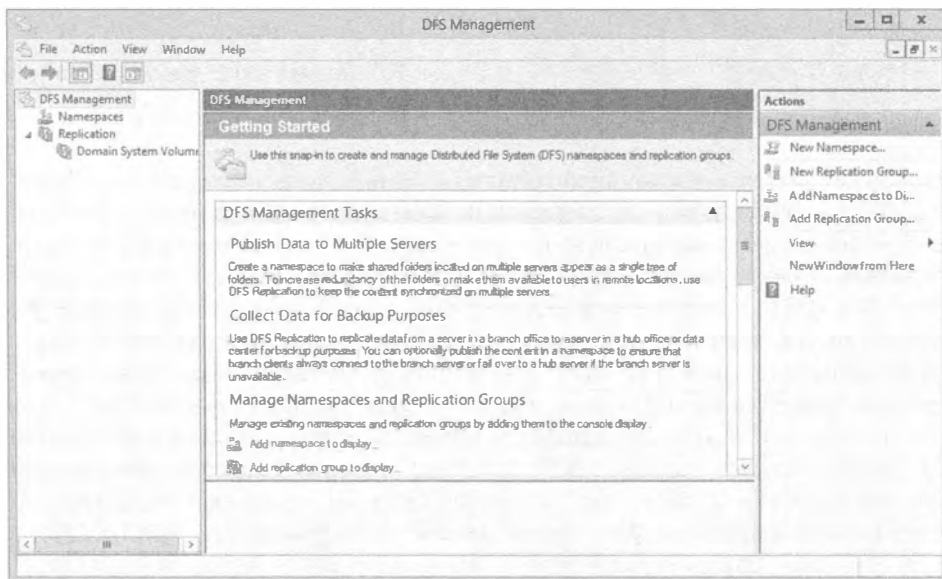 DFS Management
File Action View Window Help
DFS Management
Namespaces
Replication
Domain System Volume
DFS Management
Getting Started
Use this snap-in to create and manage Distributed File System (DFS) namespaces and replication groups.
DFS Management Tasks
Publish Data to Multiple Servers
Create a namespace to make shared folders located on multiple servers appear as a single tree of
folders. To increase redundancy of the folders or make them available to users in remote locations, use
DFS Replication to keep the content synchronized on multiple servers.
Collect Data for Backup Purposes
Use DFS Replication to replicate data from a server in a branch office to a server in a hub office or data
center for backup purposes. You can optionally publish the content in a namespace to ensure that
branch clients always connect to the branch server or fail over to a hub server if the branch server is
unavailable.
Manage Namespaces and Replication Groups
Manage existing namespaces and replication groups by adding them to the console display.
Add namespace to display...
Add replication group to display...
Actions
DFS Management
New Namespace...
New Replication Group...
Add Namespaces to Di...
Add Replication Group...
View
New Window from Here
Help